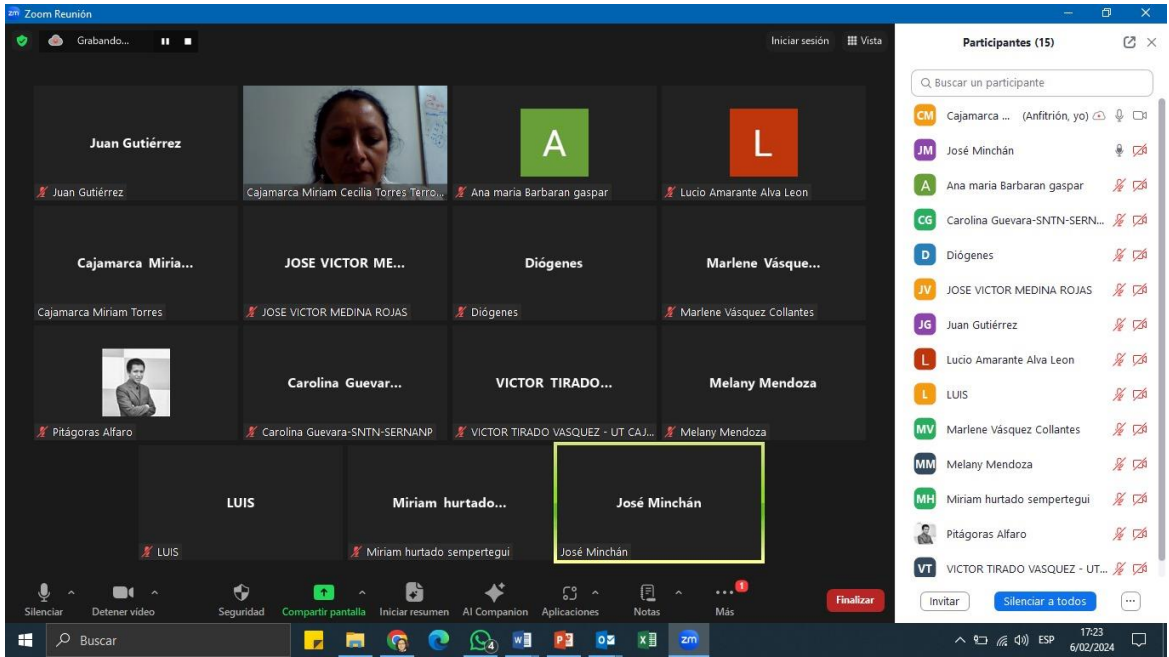 Zoom Reunión
Grabando...
Iniciar sesión
Vista
Juan Gutiérrez
Juan Gutiérrez
Cajamarca Miriam Cecilia Torres Terro...
A
Ana maria Barbaran gaspar
L
Lucio Amarante Alva Leon
Cajamarca Miria...
Cajamarca Miriam Torres
JOSE VICTOR ME...
JOSE VICTOR MEDINA ROJAS
Diógenes
Diógenes
Marlene Vásque...
Marlene Vásquez Collantes
Pitágoras Alfaro
Carolina Guevar...
Carolina Guevara-SNTN-SERNANP
VICTOR TIRADO...
VICTOR TIRADO VASQUEZ - UT CAJ...
Melany Mendoza
Melany Mendoza
LUIS
LUIS
Miriam hurtado...
Miriam hurtado sempertegui
José Minchán
José Minchán
Silenciar
Detener vídeo
Seguridad
Compartir pantalla
Iniciar resumen
AI Companion
Aplicaciones
Notas
1
Más
Finalizar
Participantes (15)
Buscar un participante
CM Cajamarca ... (Anfitrión, yo)
JM José Minchán
A Ana maria Barbaran gaspar
CG Carolina Guevara-SNTN-SERN...
D Diógenes
JV JOSE VICTOR MEDINA ROJAS
JG Juan Gutiérrez
L Lucio Amarante Alva Leon
L LUIS
MV Marlene Vásquez Collantes
MM Melany Mendoza
MH Miriam hurtado sempertegui
Pitágoras Alfaro
VT VICTOR TIRADO VASQUEZ - UT...
Invitar
Silenciar a todos
Buscar
4
zm
ESP
17:23
6/02/2024